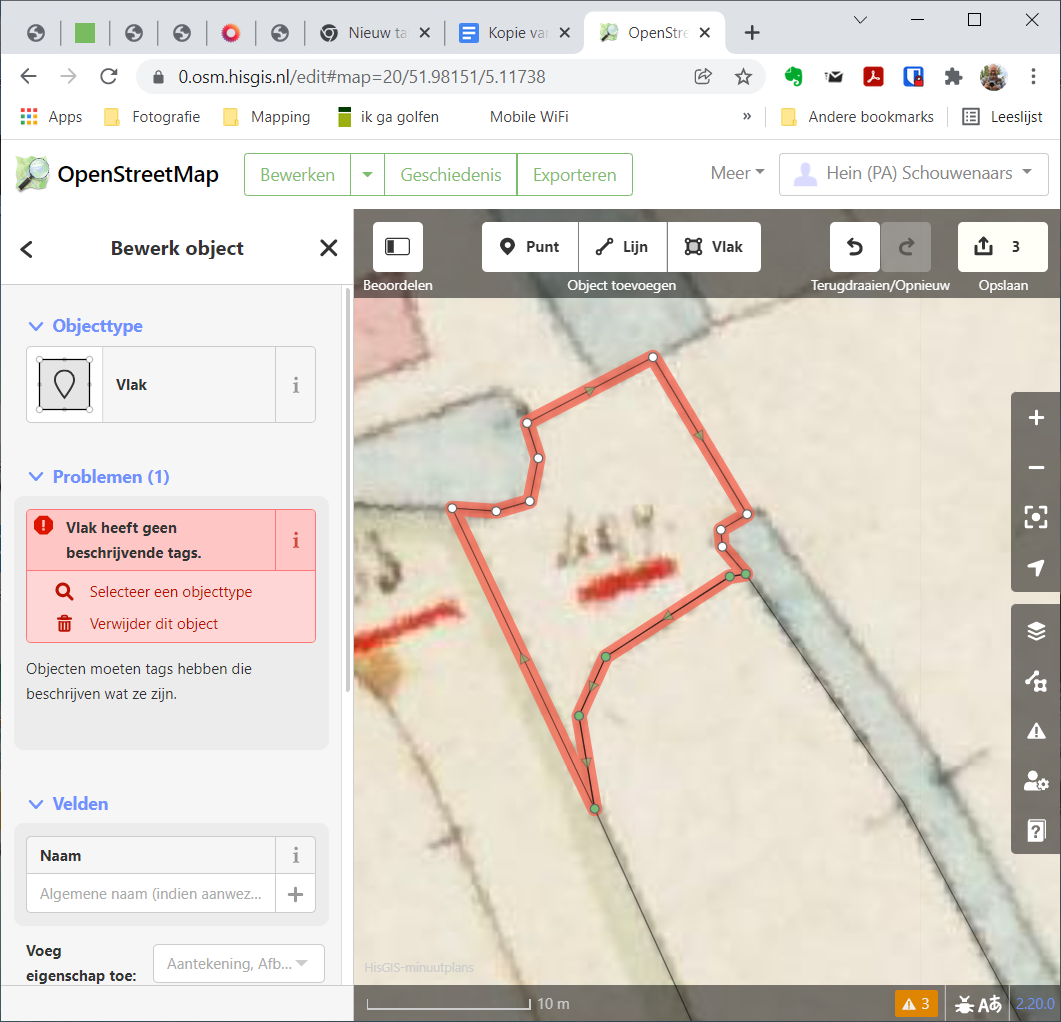 Nieuw ta
Kopie va
OpenStre
0.osm.hisgis.nl/edit#map=20/51.98151/5.11738
Apps
Fotografie
Mapping
ik ga golfen
Mobile WiFi
»
Andere bookmarks
Leeslijst
OpenStreetMap
Bewerken
Geschiedenis
Exporteren
Meer
Hein (PA) Schouwenaars
Bewerk object
Beoordelen
Punt
Lijn
Vlak
Object toevoegen
Terugdraaien/Opnieuw
3
Opslaan
Objecttype
Vlak
Problemen (1)
Vlak heeft geen
beschrijvende tags.
Selecteer een objecttype
Verwijder dit object
Objecten moeten tags hebben die
beschrijven wat ze zijn.
Velden
Naam
Algemene naam (indien aanwez...
Voeg
eigenschap toe:
Aantekening, Afb...
HisGIS-minuutplans
10 m
3
2.20.0